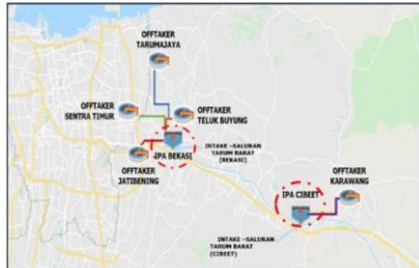 OFFTAKER
TARUMAJAYA
OFFTAKER
SENTRA TIMUR
OFFTAKER
TELUK BUYUNG
INTAKE -SALURAN
TARUM BARAT
(BEKASI)
IPA BEKASI
OFFTAKER
JATIBENING
IPA CIBEET
OFFTAKER
KARAWANG
INTAKE -SALURAN
TARUM BARAT
(CIBEET)